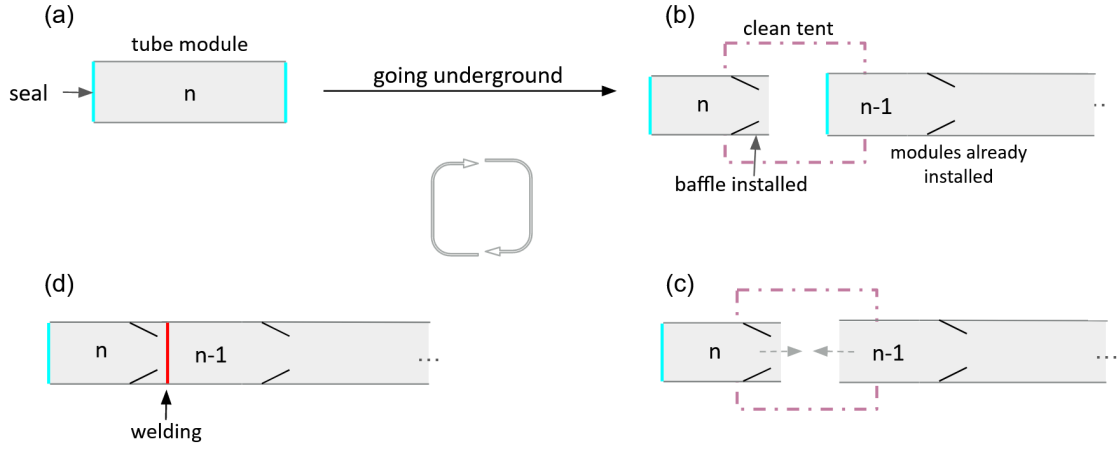 (a)
tube module
seal
n
going underground
(b)
clean tent
n
n-1
..
baffle installed
modules already
installed
(d)
n
n-1
...
welding
(c)
n
n-1
...